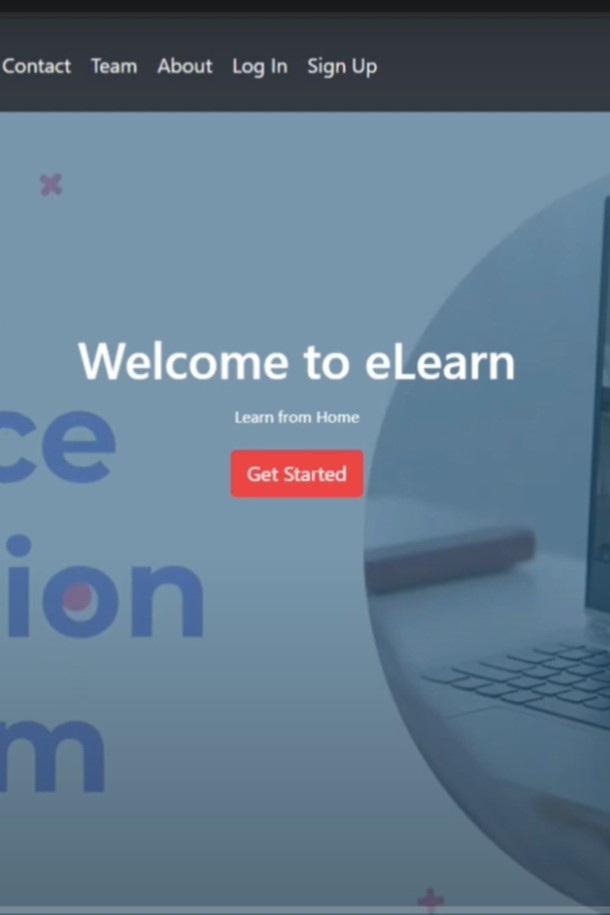 Contact Team About Log In Sign Up
Welcome to eLearn
Learn from Home
Get Started
ce
ion
m